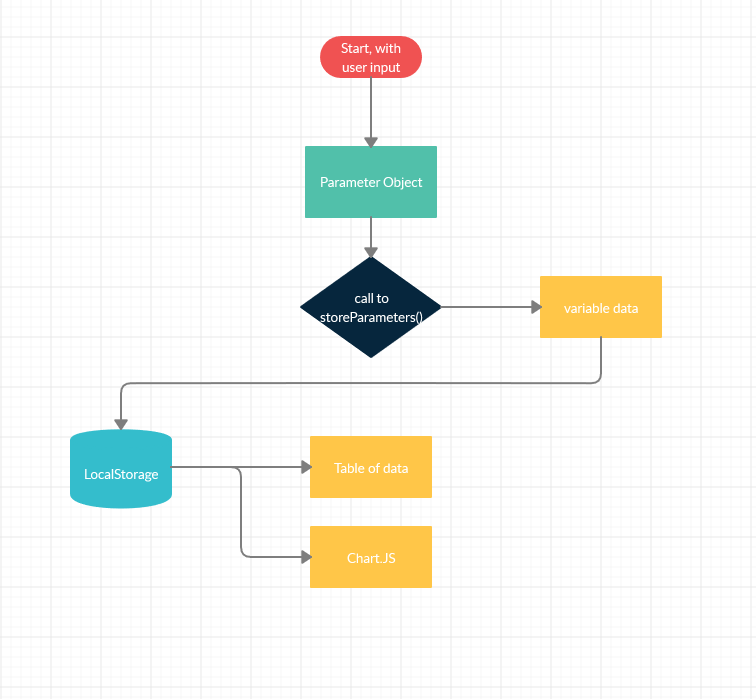 Start, with
user input
Parameter Object
call to
storeParameters()
variable data
LocalStorage
Table of data
Chart.JS